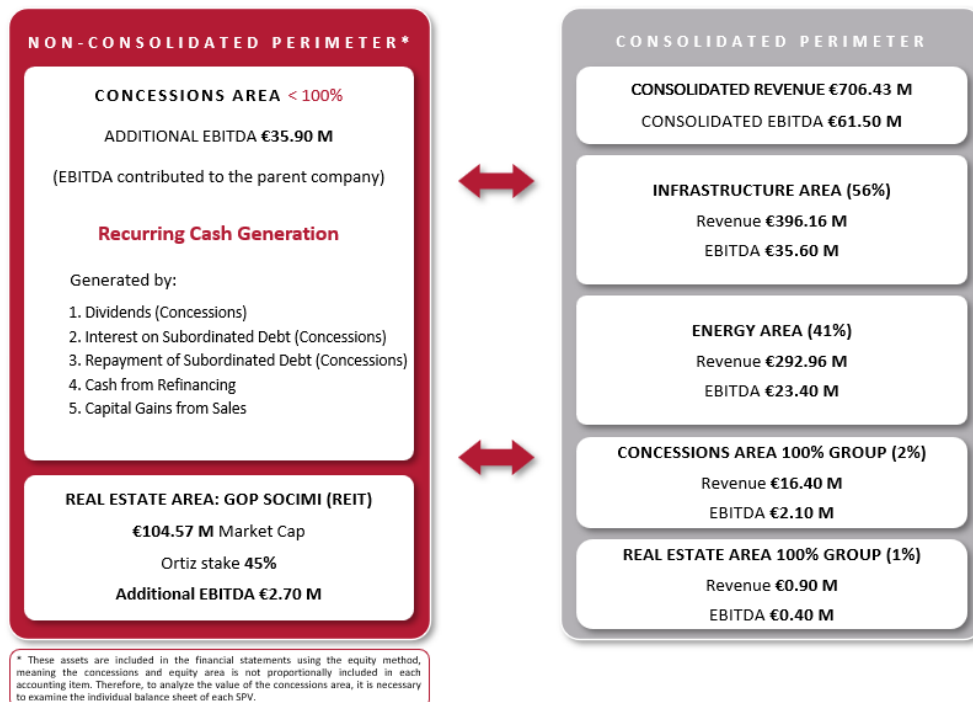 NON-CONSOLIDATED PERIMETER*
CONCESSIONS AREA < 100%
ADDITIONAL EBITDA €35.90 M
(EBITDA contributed to the parent company)
Recurring Cash Generation
Generated by:
1. Dividends (Concessions)
2. Interest on Subordinated Debt (Concessions)
3. Repayment of Subordinated Debt (Concessions)
4. Cash from Refinancing
5. Capital Gains from Sales
REAL ESTATE AREA: GOP SOCIMI (REIT)
€104.57 M Market Cap
Ortiz stake 45%
Additional EBITDA €2.70 M
* These assets are included in the financial statements using the equity method,
meaning the concessions and equity area is not proportionally included in each
accounting item. Therefore, to analyze the value of the concessions area, it is necessary
to examine the individual balance sheet of each SPV.
CONSOLIDATED PERIMETER
CONSOLIDATED REVENUE €706.43 M
CONSOLIDATED EBITDA €61.50 M
INFRASTRUCTURE AREA (56%)
Revenue €396.16 M
EBITDA €35.60 M
ENERGY AREA (41%)
Revenue €292.96 M
EBITDA €23.40 M
CONCESSIONS AREA 100% GROUP (2%)
Revenue €16.40 M
EBITDA €2.10 M
REAL ESTATE AREA 100% GROUP (1%)
Revenue €0.90 M
EBITDA €0.40 M